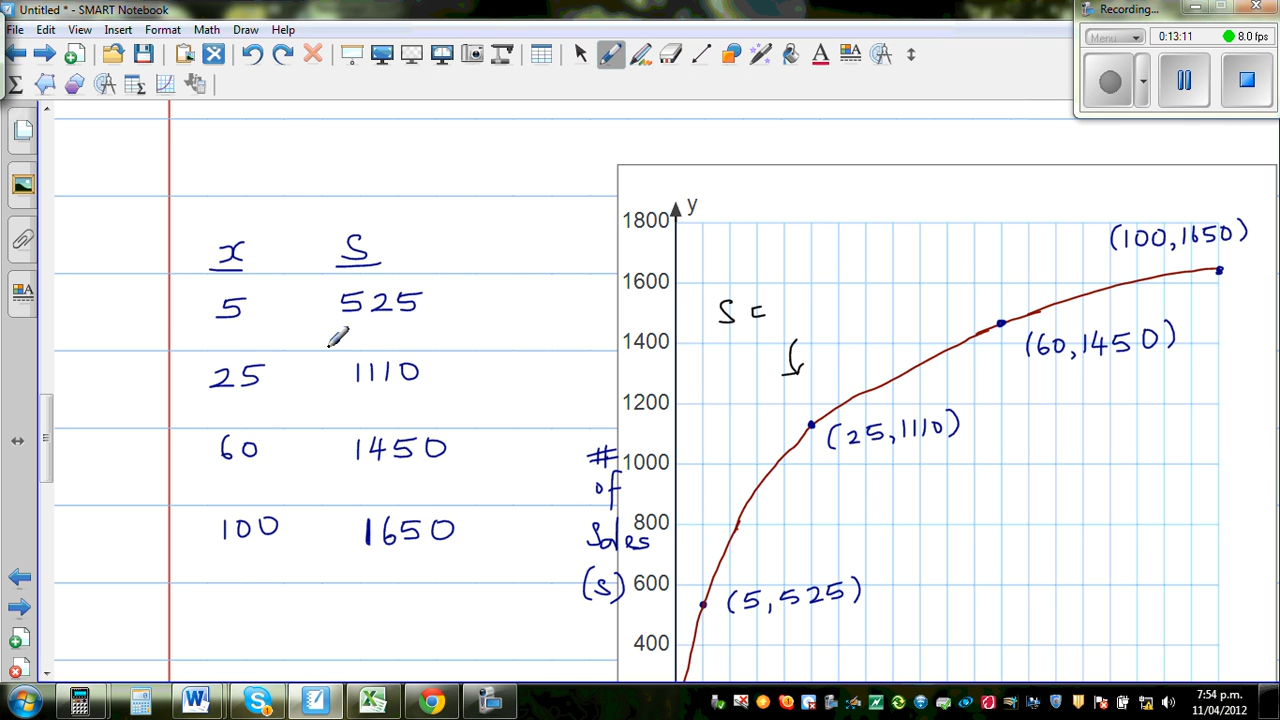 Untitled * - SMART Notebook
File Edit View Insert Format Math Draw Help
Recording...
Menu 0:13:11 8.0 fps
x S
5 525
25 1110
60 1450
100 1650
# of Sales (S)
y
1800
1600
1400
1200
1000
800
600
400
(100,1650)
S =
(60,1450)
(25,1110)
(5,525)
7:54 p.m.
11/04/2012